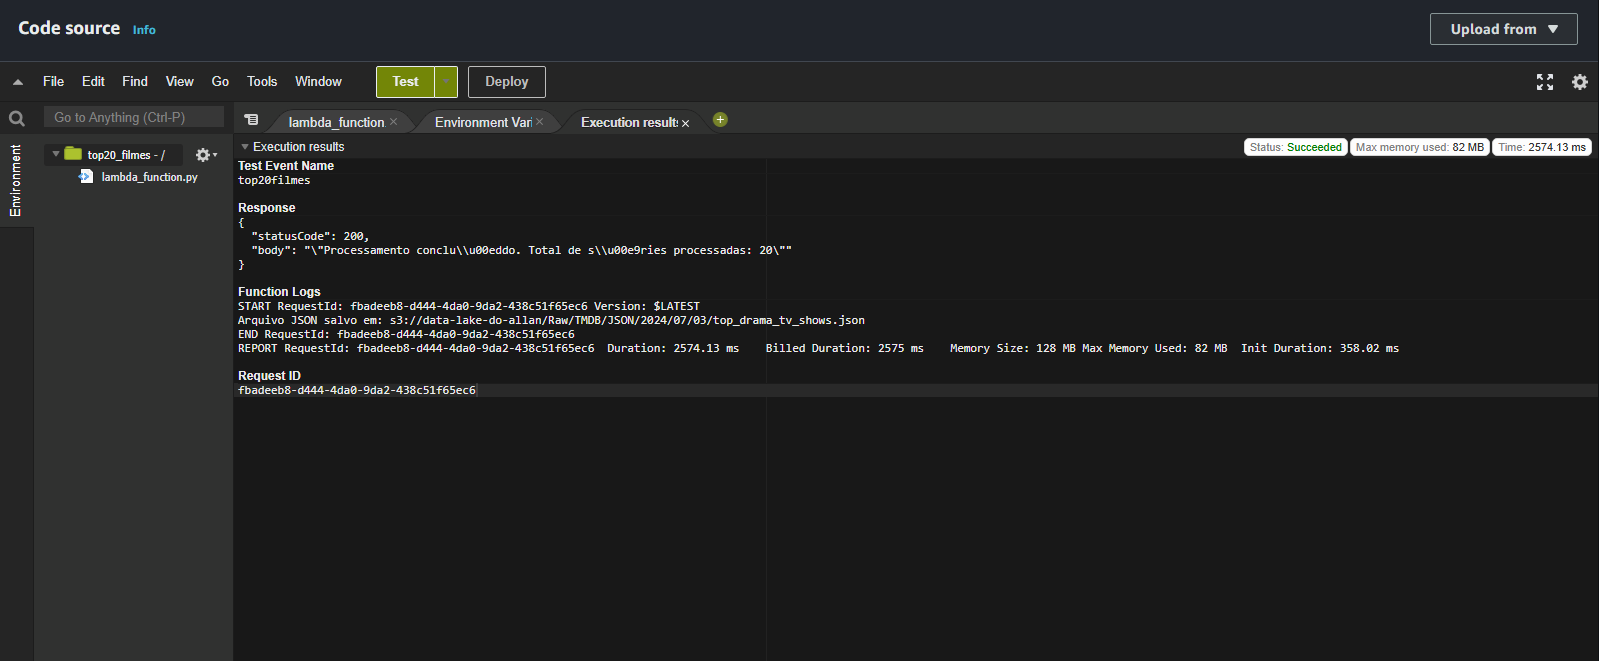 Code source Info
Upload from
File Edit Find View Go Tools Window Test Deploy
Go to Anything (Ctrl-P)
lambda_function Environment Var Execution results
Environment
top20_filmes - /
lambda_function.py
Execution results
Status: Succeeded Max memory used: 82 MB Time: 2574.13 ms
Test Event Name
top20filmes
Response
{
"statusCode": 200,
"body": "\"Processamento conclu\\u00eddo. Total de s\\u00e9ries processadas: 20\""
}
Function Logs
START RequestId: fbadeeb8-d444-4da0-9da2-438c51f65ec6 Version: $LATEST
Arquivo JSON salvo em: s3://data-lake-do-allan/Raw/TMDB/JSON/2024/07/03/top_drama_tv_shows.json
END RequestId: fbadeeb8-d444-4da0-9da2-438c51f65ec6
REPORT RequestId: fbadeeb8-d444-4da0-9da2-438c51f65ec6 Duration: 2574.13 ms Billed Duration: 2575 ms Memory Size: 128 MB Max Memory Used: 82 MB Init Duration: 358.02 ms
Request ID
fbadeeb8-d444-4da0-9da2-438c51f65ec6